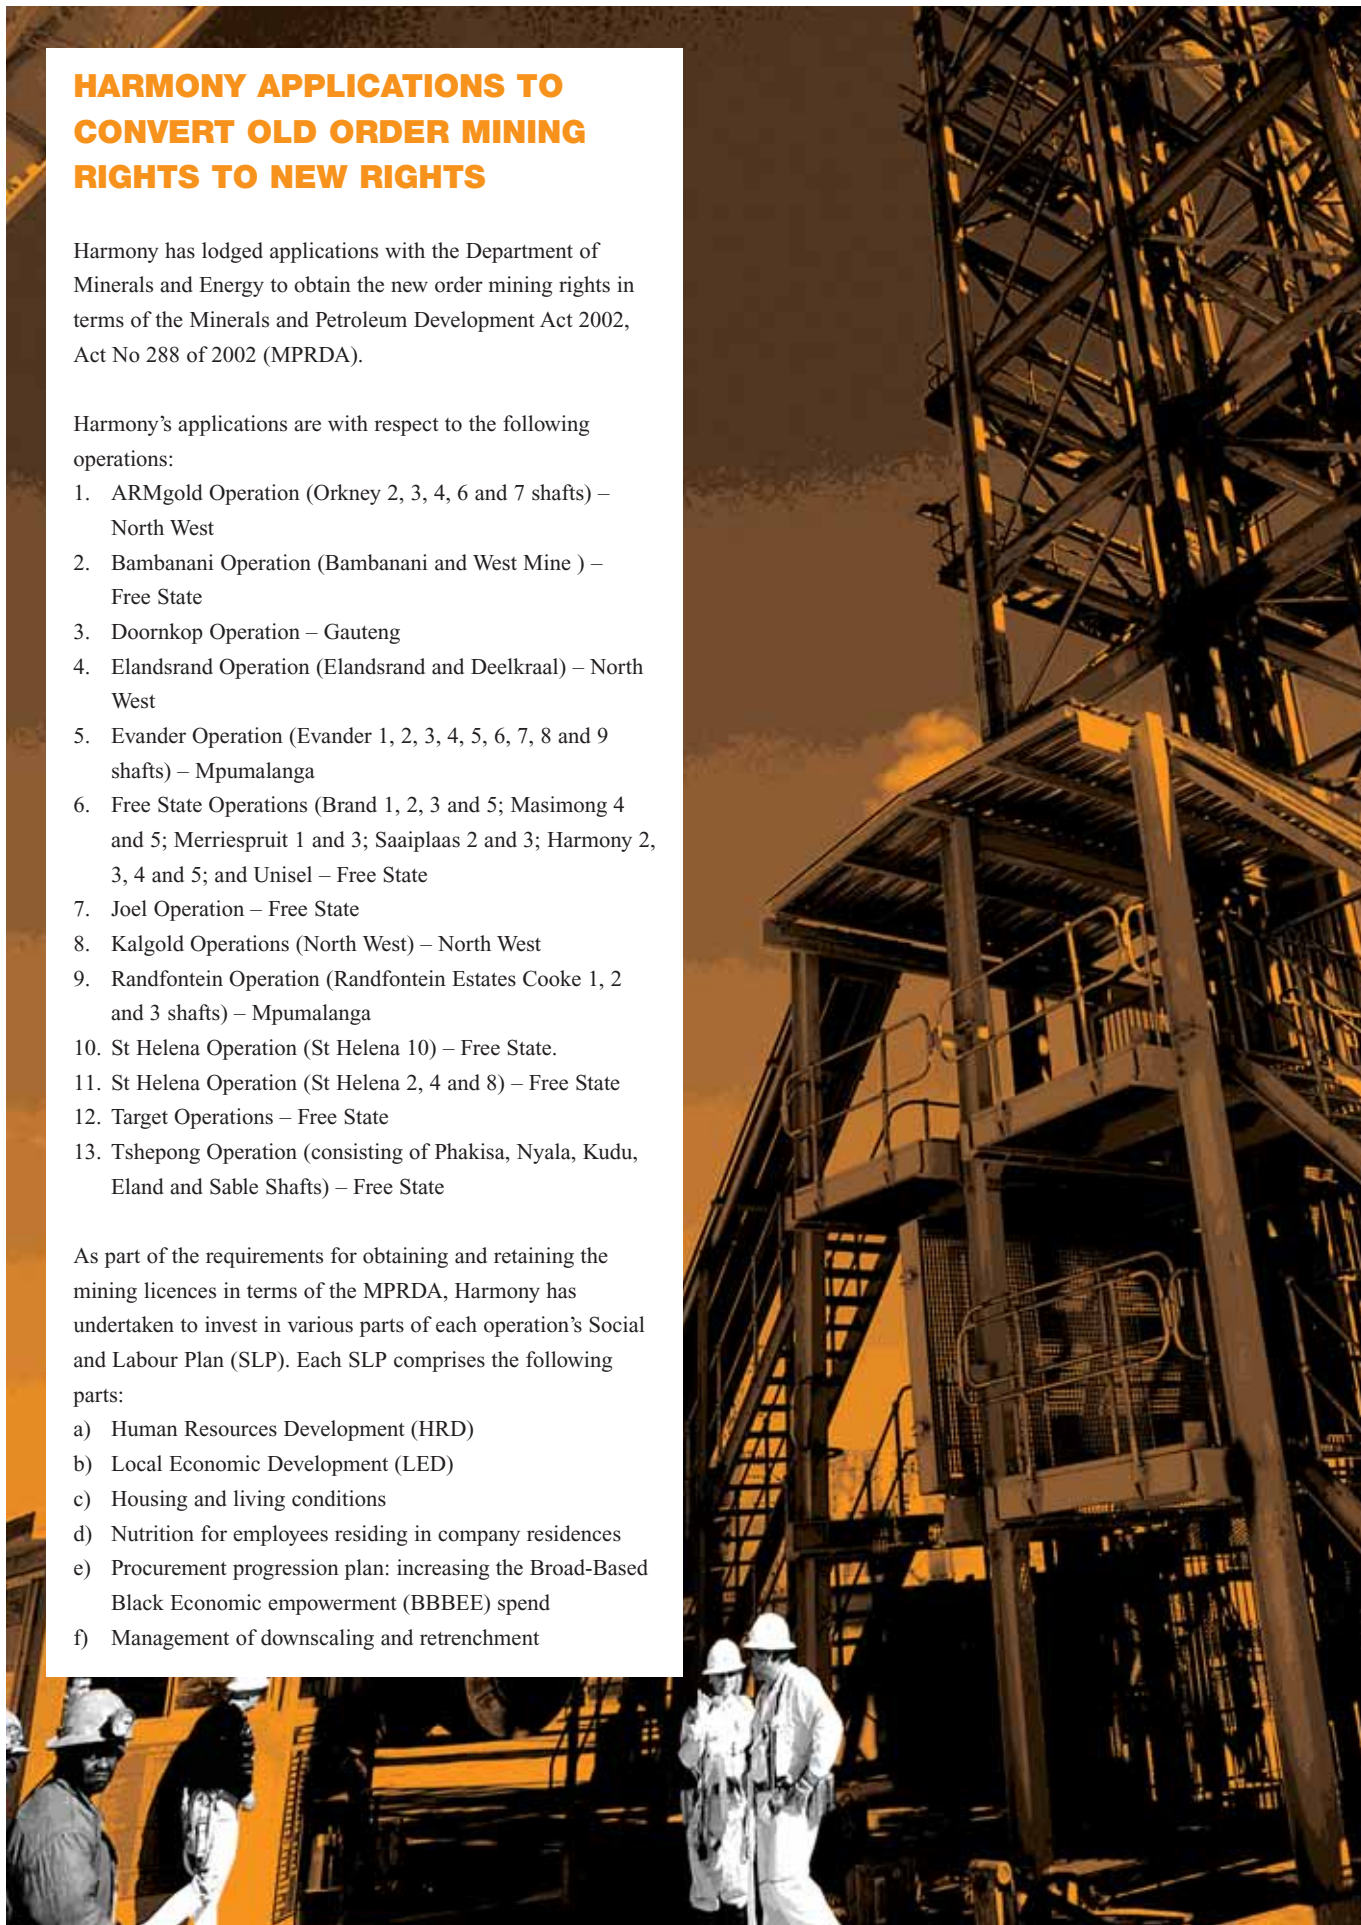 HARMONY APPLICATIONS TO
CONVERT OLD ORDER MINING
RIGHTS TO NEW RIGHTS
Harmony has lodged applications with the Department of
Minerals and Energy to obtain the new order mining rights in
terms of the Minerals and Petroleum Development Act 2002,
Act No 288 of 2002 (MPRDA).
Harmony’s applications are with respect to the following
operations:
1. ARMgold Operation (Orkney 2, 3, 4, 6 and 7 shafts) –
North West
2. Bambanani Operation (Bambanani and West Mine ) –
Free State
3. Doornkop Operation – Gauteng
4. Elandsrand Operation (Elandsrand and Deelkraal) – North
West
5. Evander Operation (Evander 1, 2, 3, 4, 5, 6, 7, 8 and 9
shafts) – Mpumalanga
6. Free State Operations (Brand 1, 2, 3 and 5; Masimong 4
and 5; Merriespruit 1 and 3; Saaiplaas 2 and 3; Harmony 2,
3, 4 and 5; and Unisel – Free State
7. Joel Operation – Free State
8. Kalgold Operations (North West) – North West
9. Randfontein Operation (Randfontein Estates Cooke 1, 2
and 3 shafts) – Mpumalanga
10. St Helena Operation (St Helena 10) – Free State.
11. St Helena Operation (St Helena 2, 4 and 8) – Free State
12. Target Operations – Free State
13. Tshepong Operation (consisting of Phakisa, Nyala, Kudu,
Eland and Sable Shafts) – Free State
As part of the requirements for obtaining and retaining the
mining licences in terms of the MPRDA, Harmony has
undertaken to invest in various parts of each operation’s Social
and Labour Plan (SLP). Each SLP comprises the following
parts:
a) Human Resources Development (HRD)
b) Local Economic Development (LED)
c) Housing and living conditions
d) Nutrition for employees residing in company residences
e) Procurement progression plan: increasing the Broad-Based
Black Economic empowerment (BBBEE) spend
f) Management of downscaling and retrenchment